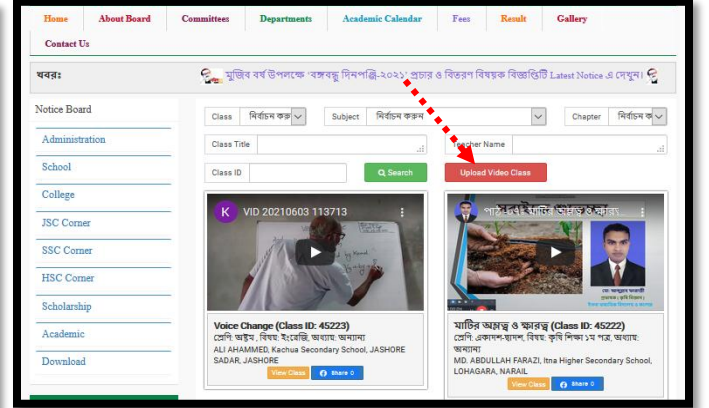 Home About Board Committees Departments Academic Calendar Fees Result Gallery
Contact Us
খবরঃ মুজিব বর্ষ উপলক্ষে ‘বঙ্গবন্ধু দিনপঞ্জি-২০২১’ প্রচার ও বিতরণ বিষয়ক বিজ্ঞপ্তিটি Latest Notice এ দেখুন।
Notice Board
Administration
School
College
JSC Corner
SSC Corner
HSC Corner
Scholarship
Academic
Download
Class নির্বাচন করু Subject নির্বাচন করুন Chapter নির্বাচন ক
Class Title Teacher Name
Class ID Search Upload Video Class
K VID 20210603 113713
Voice Change (Class ID: 45223)
শ্রেণি: অষ্টম , বিষয়: ইংরেজি, অধ্যায়: অন্যান্য
ALI AHAMMED, Kachua Secondary School, JASHORE
SADAR, JASHORE
View Class Share 0
মাটির অম্লত্ব ও ক্ষারত্ব (Class ID: 45222)
শ্রেণি: একাদশ-দ্বাদশ, বিষয়: কৃষি শিক্ষা ১ম পত্র, অধ্যায়:
অন্যান্য
MD. ABDULLAH FARAZI, Itna Higher Secondary School,
LOHAGARA, NARAIL
View Class Share 0